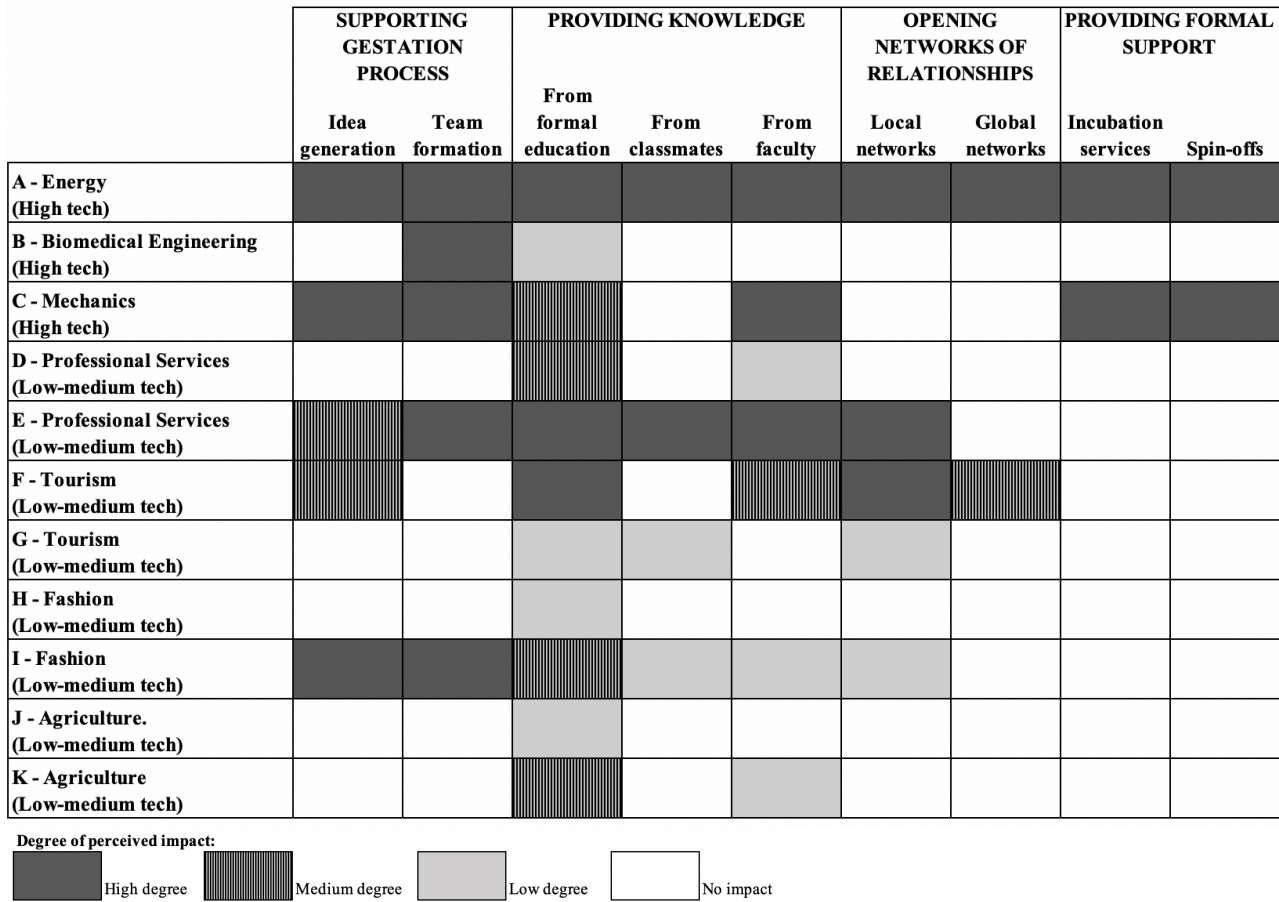 SUPPORTING
GESTATION
PROCESS
PROVIDING KNOWLEDGE
OPENING
NETWORKS OF
RELATIONSHIPS
PROVIDING FORMAL
SUPPORT
Idea
generation
Team
formation
From
formal
education
From
classmates
From
faculty
Local
networks
Global
networks
Incubation
services
Spin-offs
A - Energy
(High tech)
B - Biomedical Engineering
(High tech)
C - Mechanics
(High tech)
D - Professional Services
(Low-medium tech)
E - Professional Services
(Low-medium tech)
F - Tourism
(Low-medium tech)
G - Tourism
(Low-medium tech)
H - Fashion
(Low-medium tech)
I - Fashion
(Low-medium tech)
J - Agriculture.
(Low-medium tech)
K - Agriculture
(Low-medium tech)
Degree of perceived impact:
High degree
Medium degree
Low degree
No impact